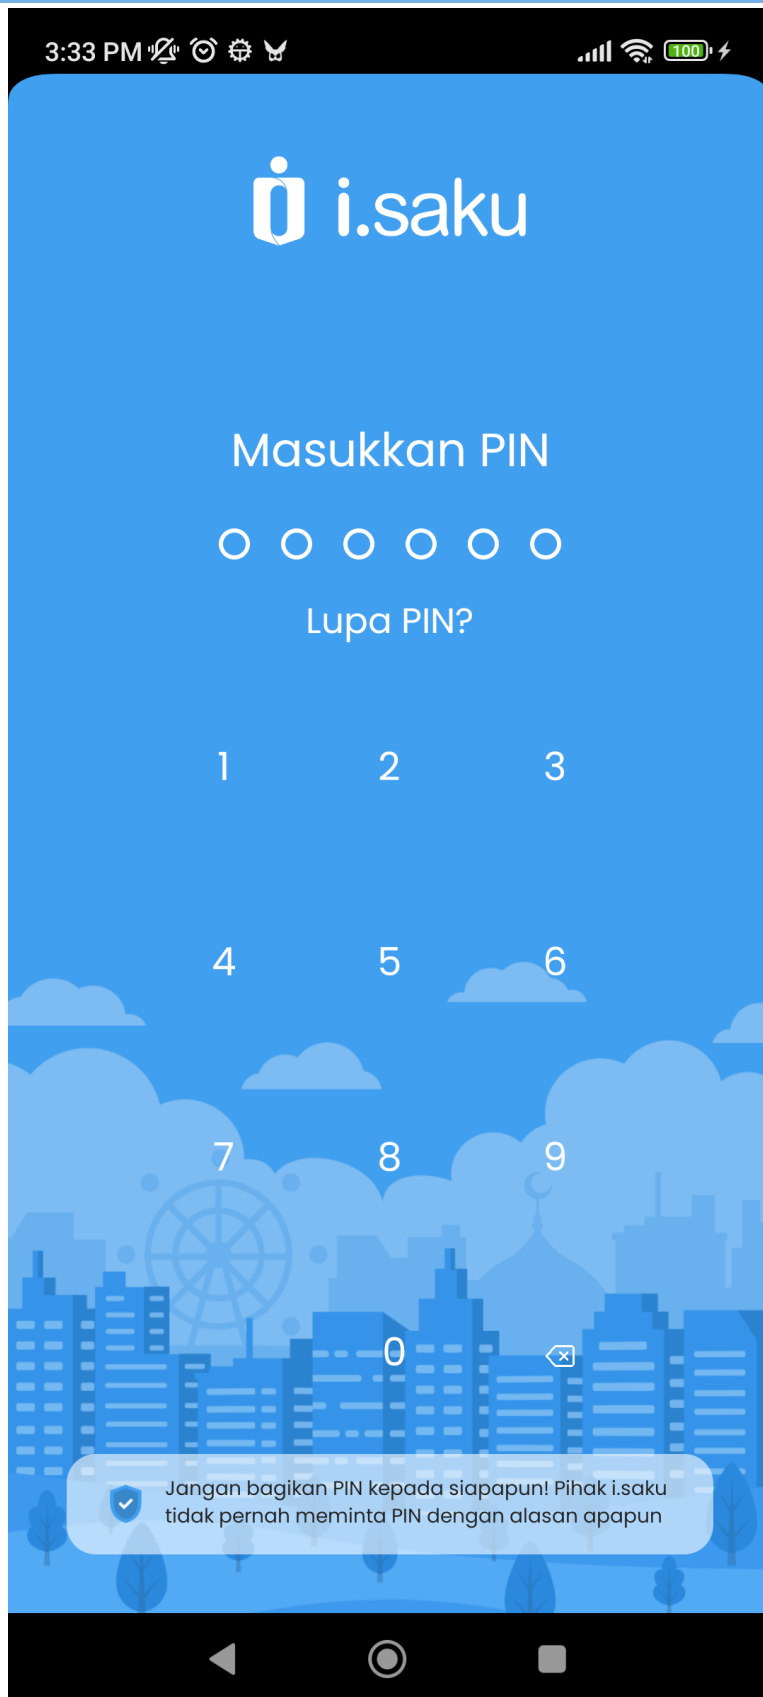 3:33 PM
100
i.saku
Masukkan PIN
Lupa PIN?
1 2 3
4 5 6
7 8 9
0
Jangan bagikan PIN kepada siapapun! Pihak i.saku
tidak pernah meminta PIN dengan alasan apapun